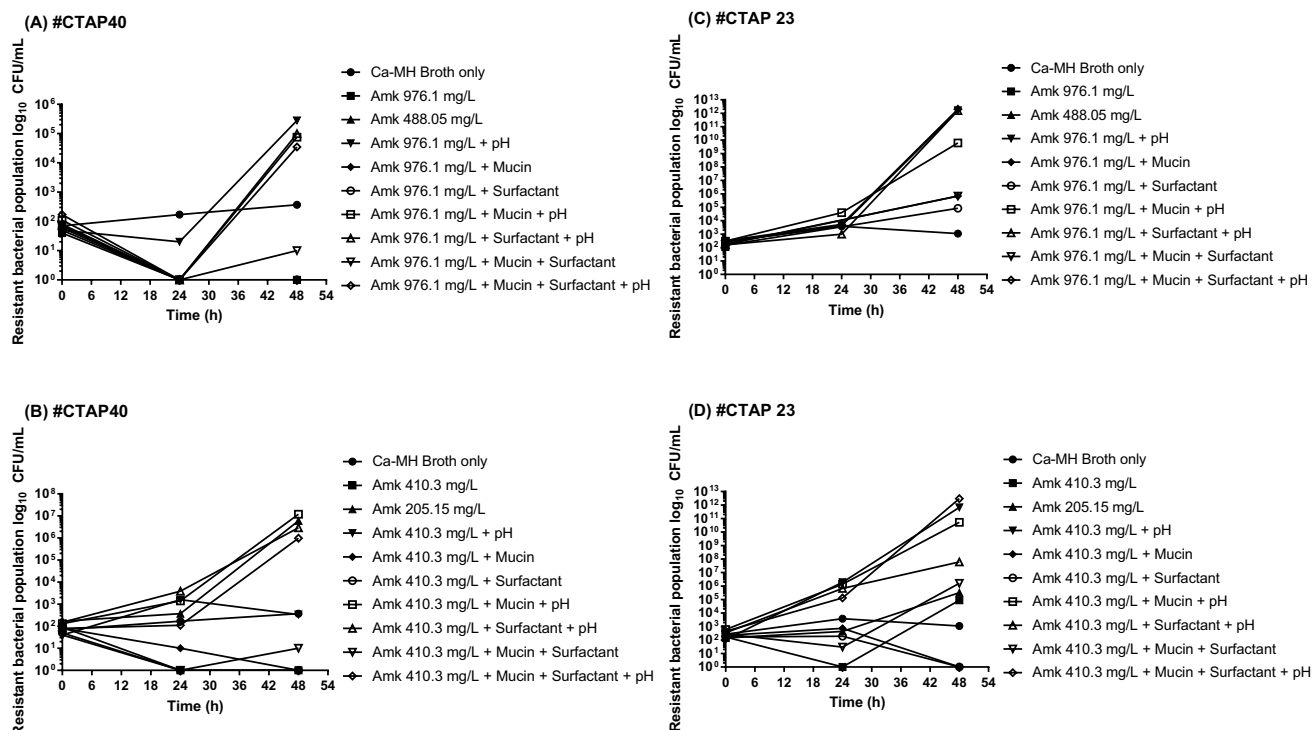 (A) #CTAP40
Resistant bacterial population log10 CFU/mL
10^6
10^5
10^4
10^3
10^2
10^1
10^0
0 6 12 18 24 30 36 42 48 54
Time (h)
Ca-MH Broth only
Amk 976.1 mg/L
Amk 488.05 mg/L
Amk 976.1 mg/L + pH
Amk 976.1 mg/L + Mucin
Amk 976.1 mg/L + Surfactant
Amk 976.1 mg/L + Mucin + pH
Amk 976.1 mg/L + Surfactant + pH
Amk 976.1 mg/L + Mucin + Surfactant
Amk 976.1 mg/L + Mucin + Surfactant + pH
(C) #CTAP 23
Resistant bacterial population log10 CFU/mL
10^13
10^12
10^11
10^10
10^9
10^8
10^7
10^6
10^5
10^4
10^3
10^2
10^1
10^0
0 6 12 18 24 30 36 42 48 54
Time (h)
Ca-MH Broth only
Amk 976.1 mg/L
Amk 488.05 mg/L
Amk 976.1 mg/L + pH
Amk 976.1 mg/L + Mucin
Amk 976.1 mg/L + Surfactant
Amk 976.1 mg/L + Mucin + pH
Amk 976.1 mg/L + Surfactant + pH
Amk 976.1 mg/L + Mucin + Surfactant
Amk 976.1 mg/L + Mucin + Surfactant + pH
(B) #CTAP40
Resistant bacterial population log10 CFU/mL
10^8
10^7
10^6
10^5
10^4
10^3
10^2
10^1
10^0
0 6 12 18 24 30 36 42 48 54
Time (h)
Ca-MH Broth only
Amk 410.3 mg/L
Amk 205.15 mg/L
Amk 410.3 mg/L + pH
Amk 410.3 mg/L + Mucin
Amk 410.3 mg/L + Surfactant
Amk 410.3 mg/L + Mucin + pH
Amk 410.3 mg/L + Surfactant + pH
Amk 410.3 mg/L + Mucin + Surfactant
Amk 410.3 mg/L + Mucin + Surfactant + pH
(D) #CTAP 23
Resistant bacterial population log10 CFU/mL
10^13
10^12
10^11
10^10
10^9
10^8
10^7
10^6
10^5
10^4
10^3
10^2
10^1
10^0
0 6 12 18 24 30 36 42 48 54
Time (h)
Ca-MH Broth only
Amk 410.3 mg/L
Amk 205.15 mg/L
Amk 410.3 mg/L + pH
Amk 410.3 mg/L + Mucin
Amk 410.3 mg/L + Surfactant
Amk 410.3 mg/L + Mucin + pH
Amk 410.3 mg/L + Surfactant + pH
Amk 410.3 mg/L + Mucin + Surfactant
Amk 410.3 mg/L + Mucin + Surfactant + pH